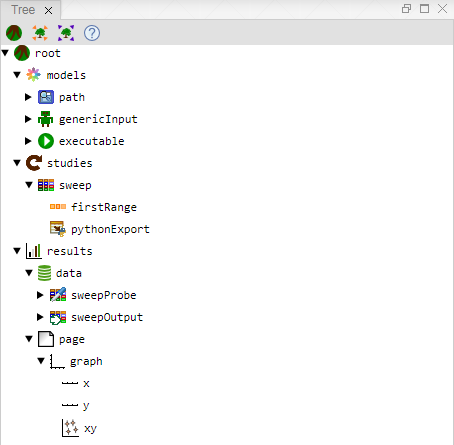 Tree
root
models
path
genericInput
executable
studies
sweep
firstRange
pythonExport
results
data
sweepProbe
sweepOutput
page
graph
x
y
xy